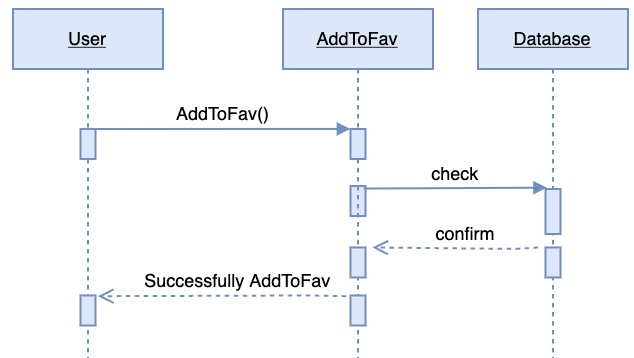 User
AddToFav
Database
AddToFav()
check
confirm
Successfully AddToFav